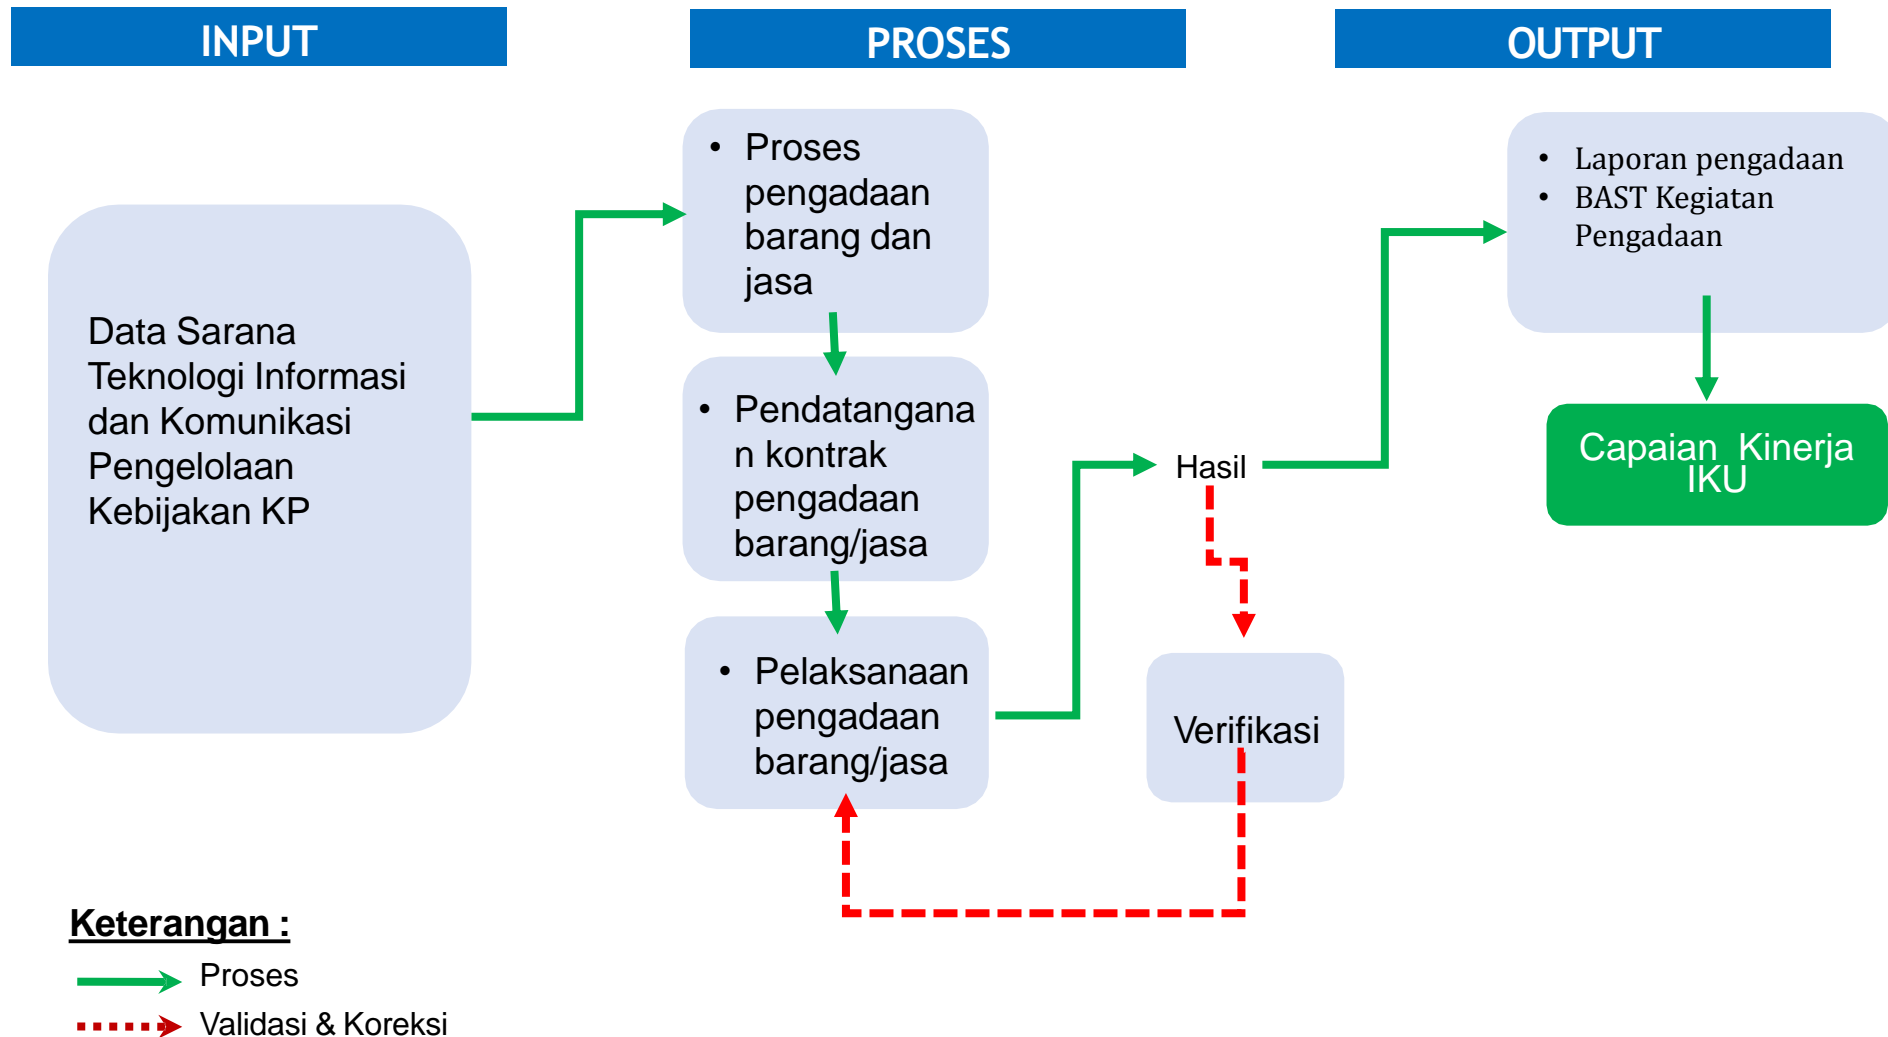 INPUT
PROSES
OUTPUT
Data Sarana
Teknologi Informasi
dan Komunikasi
Pengelolaan
Kebijakan KP
• Proses
pengadaan
barang dan
jasa
• Pendatangana
n kontrak
pengadaan
barang/jasa
• Pelaksanaan
pengadaan
barang/jasa
Hasil
Verifikasi
• Laporan pengadaan
• BAST Kegiatan
Pengadaan
Capaian Kinerja
IKU
Keterangan :
Proses
Validasi & Koreksi